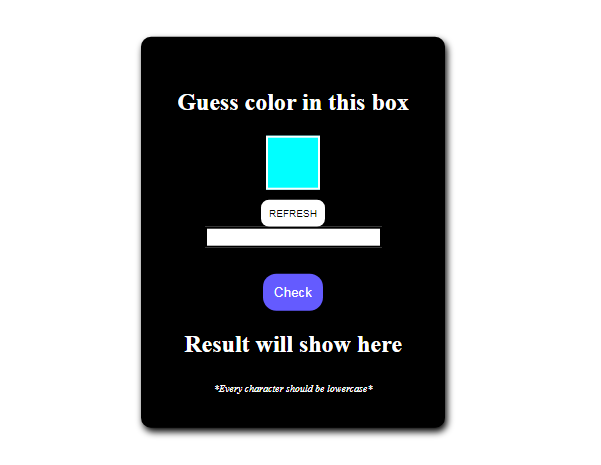 Guess color in this box
REFRESH
Check
Result will show here
*Every character should be lowercase*